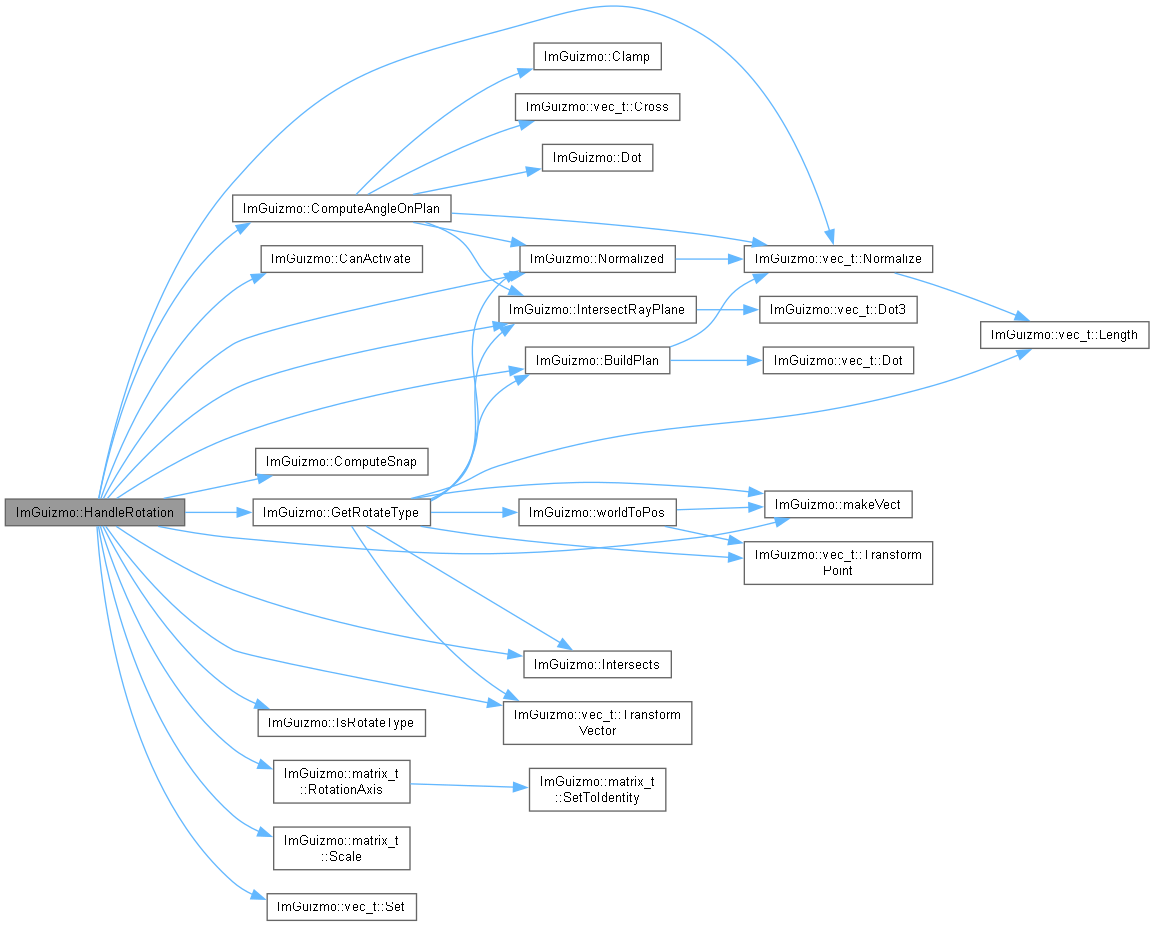 ImGuizmo::Clamp
ImGuizmo::vec_t::Cross
ImGuizmo::Dot
ImGuizmo::ComputeAngleOnPlan
ImGuizmo::CanActivate
ImGuizmo::Normalized
ImGuizmo::vec_t::Normalize
ImGuizmo::IntersectRayPlane
ImGuizmo::vec_t::Dot3
ImGuizmo::vec_t::Length
ImGuizmo::BuildPlan
ImGuizmo::vec_t::Dot
ImGuizmo::ComputeSnap
ImGuizmo::HandleRotation
ImGuizmo::GetRotateType
ImGuizmo::worldToPos
ImGuizmo::makeVect
ImGuizmo::vec_t::Transform
Point
ImGuizmo::Intersects
ImGuizmo::IsRotateType
ImGuizmo::vec_t::Transform
Vector
ImGuizmo::matrix_t
::RotationAxis
ImGuizmo::matrix_t
::SetToIdentity
ImGuizmo::matrix_t
::Scale
ImGuizmo::vec_t::Set